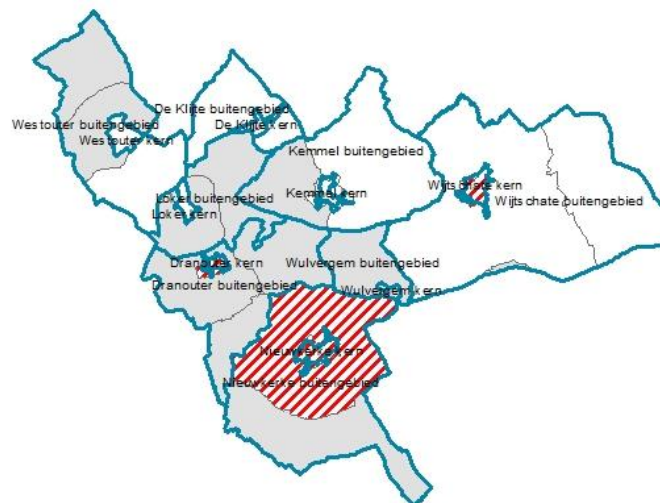 De Klijte buitengebied
Westouter buitengebied
De Klijte kern
Westouter kern
Kemmel buitengebied
Wijtschate kern
Kemmel kern
Loker buitengebied
Wijtschate buitengebied
Loker kern
Dranouter kern
Wulvergem buitengebied
Dranouter buitengebied
Wulvergem kern
Nieuwkerke kern
Nieuwkerke buitengebied